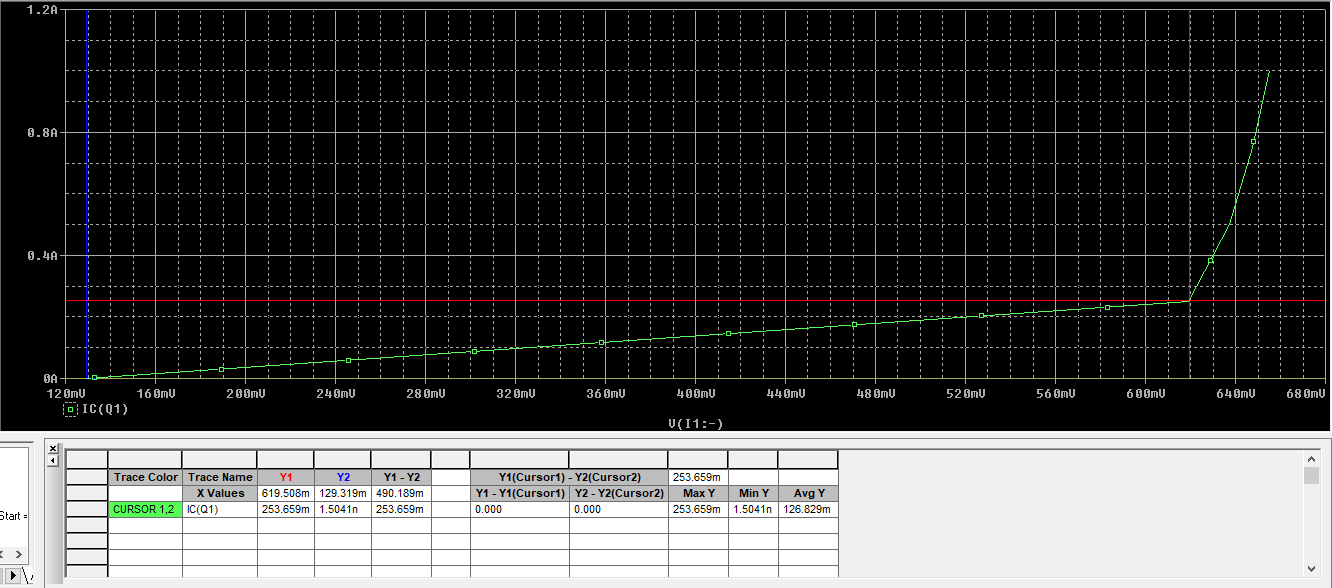 1.2A
0.8A
0.4A
0A
120mV 160mV 200mV 240mV 280mV 320mV 360mV 400mV 440mV 480mV 520mV 560mV 600mV 640mV 680mV
IC(Q1)
V(I1:-)
Trace Color Trace Name Y1 Y2 Y1 - Y2 Y1(Cursor1) - Y2(Cursor2) 253.659m
X Values 619.508m 129.319m 490.189m Y1 - Y1(Cursor1) Y2 - Y2(Cursor2) Max Y Min Y Avg Y
CURSOR 1,2 IC(Q1) 253.659m 1.5041n 253.659m 0.000 0.000 253.659m 1.5041n 126.829m
Start =